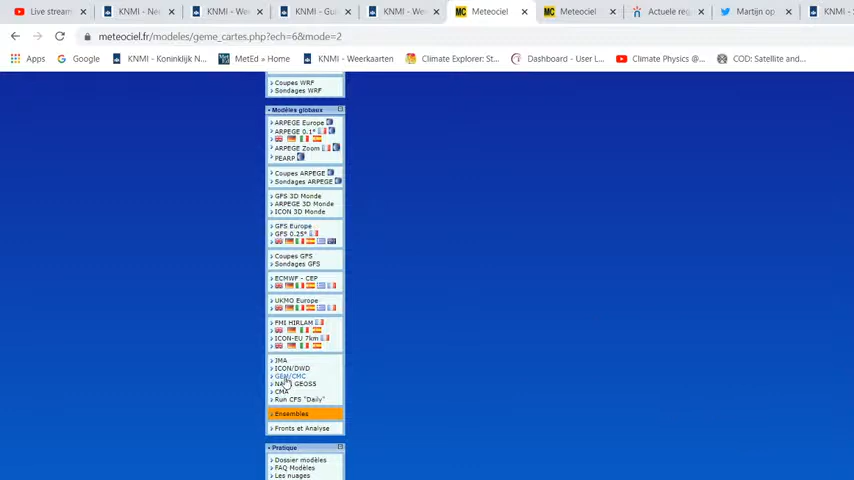 Live stream
KNMI - Ne
KNMI - We
KNMI - Gu
KNMI - We
Meteociel
Meteociel
Actuele re
Martijn op
KNMI - S
meteociel.fr/modeles/geme_cartes.php?ech=6&mode=2
Apps
Google
KNMI - Koninklijk N...
MetEd » Home
KNMI - Weerkaarten
Climate Explorer: St...
Dashboard - User L...
Climate Physics @...
COD: Satellite and
Coupes WRF
Sondages WRF
Modèles globaux
ARPEGE Europe
ARPEGE 0.1°
ARPEGE Zoom
PEARP
Coupes ARPEGE
Sondages ARPEGE
GFS 3D Monde
ARPEGE 3D Monde
ICON 3D Monde
GFS Europe
GFS 0.25°
Coupes GFS
Sondages GFS
ECMWF - CEP
UKMO Europe
FMI HIRLAM
ICON-EU 7km
JMA
ICON/DWD
GEM/CMC
GEOS5
CMA
Run CFS "Daily"
Ensembles
Fronts et Analyse
Pratique
Dossier modèles
FAQ Modèles
Les nuages